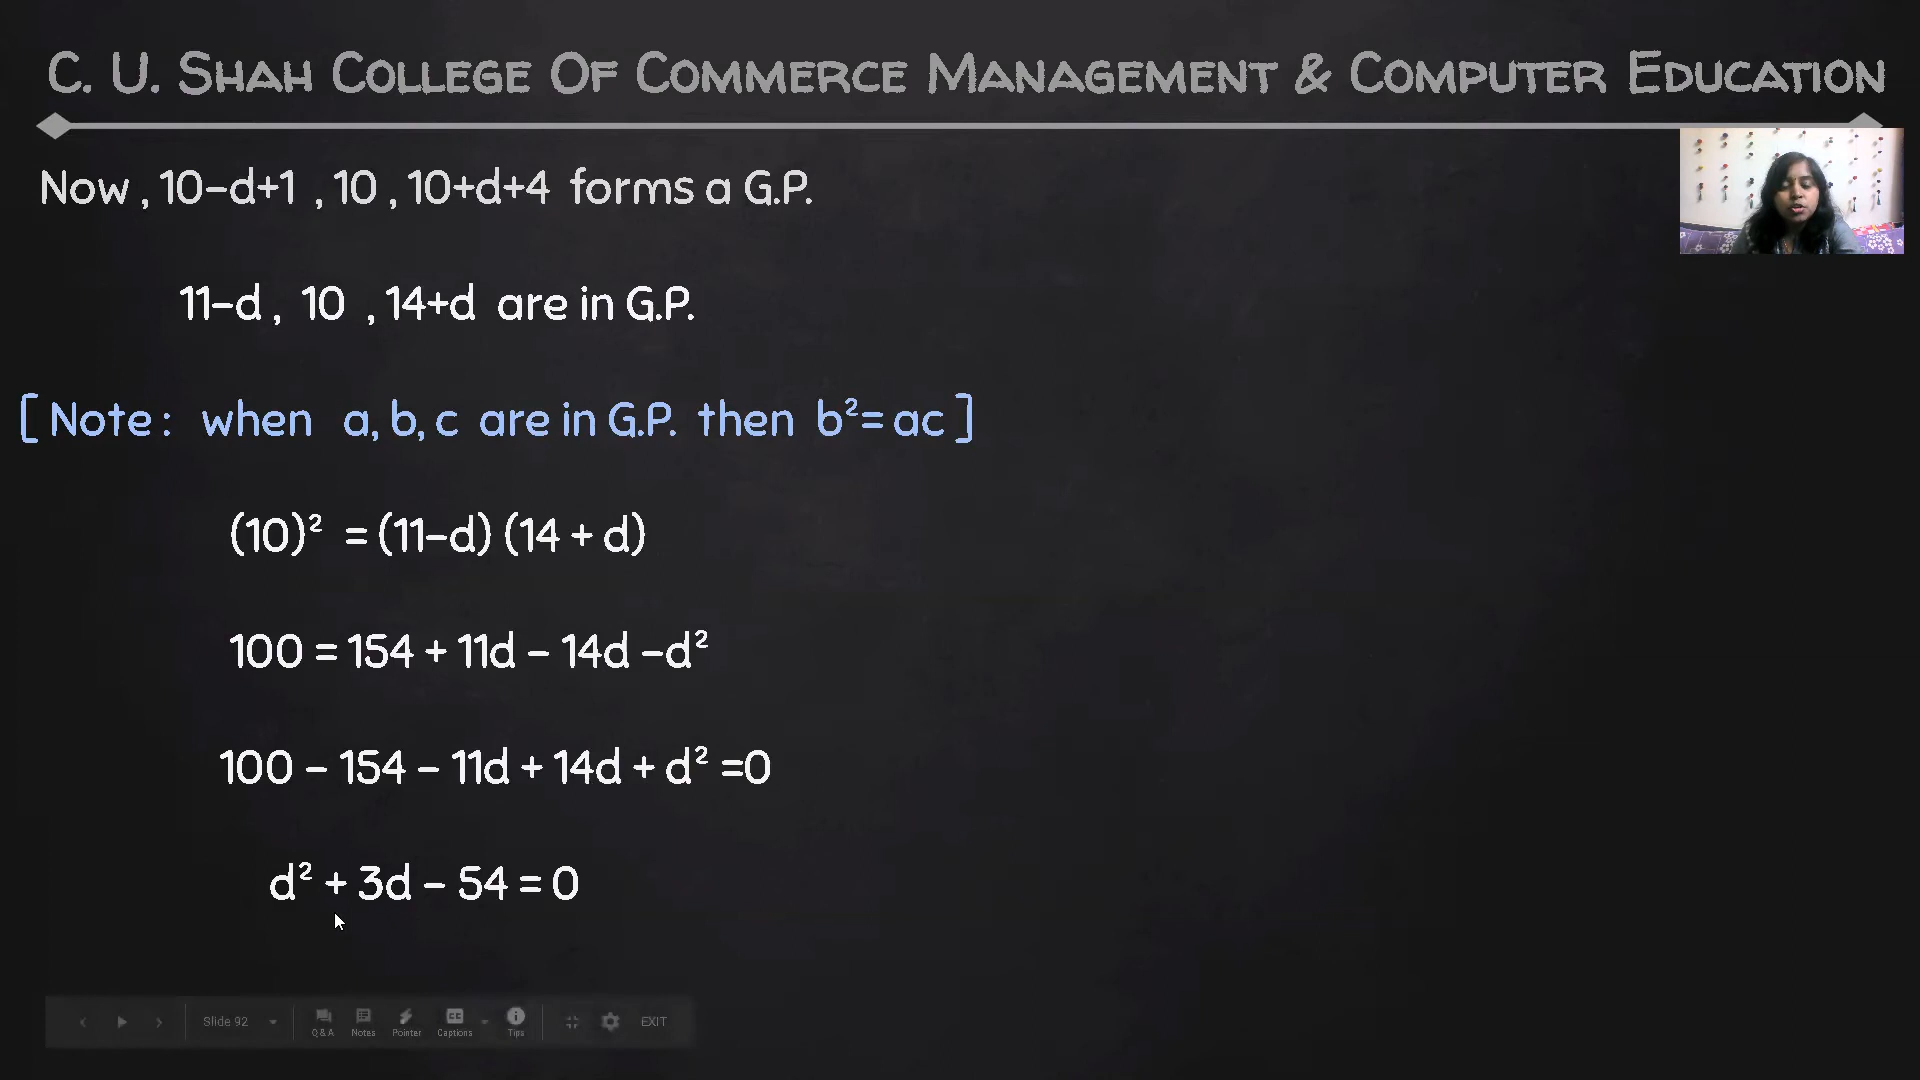 C. U. SHAH COLLEGE OF COMMERCE MANAGEMENT & COMPUTER EDUCATION
Now , 10-d+1 , 10 , 10+d+4 forms a G.P.
11-d , 10 , 14+d are in G.P.
[ Note : when a, b, c are in G.P. then b²= ac ]
(10)² = (11-d) (14 + d)
100 = 154 + 11d - 14d -d²
100 - 154 - 11d + 14d + d² =0
d² + 3d - 54 = 0
Slide 92
Q & A Notes Pointer Captions Tips EXIT